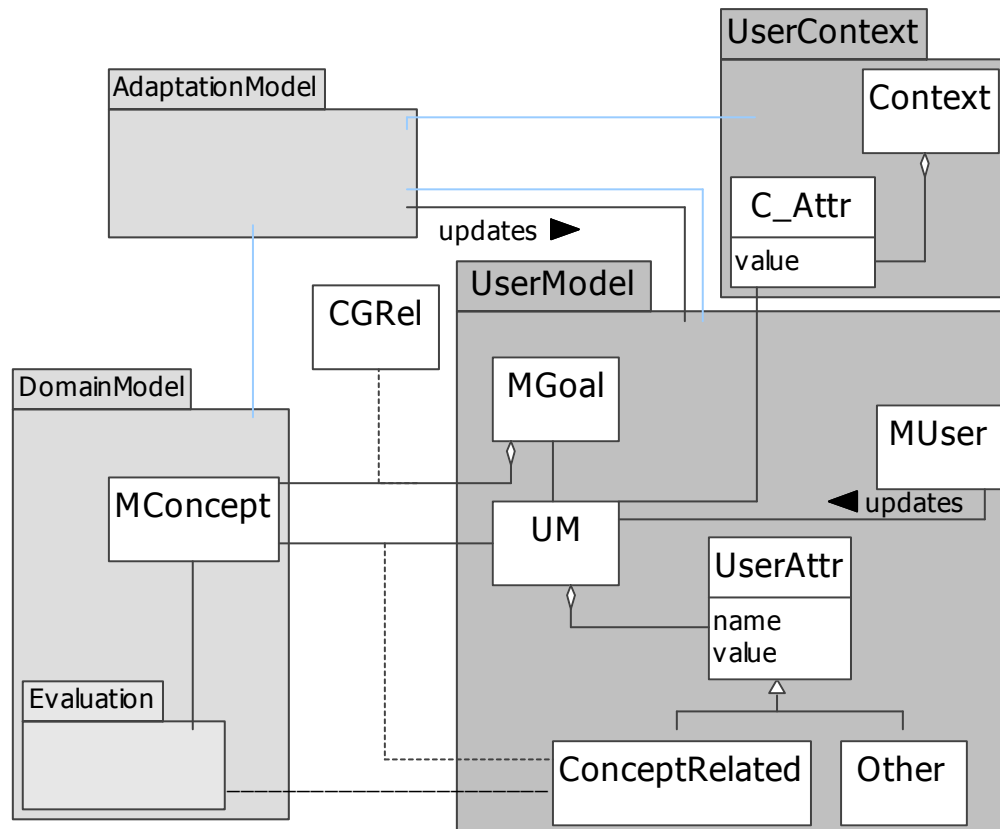 UserContext
AdaptationModel
Context
C_Attr
updates
value
UserModel
CGRel
DomainModel
MGoal
MUser
MConcept
updates
UM
UserAttr
name
value
Evaluation
ConceptRelated
Other